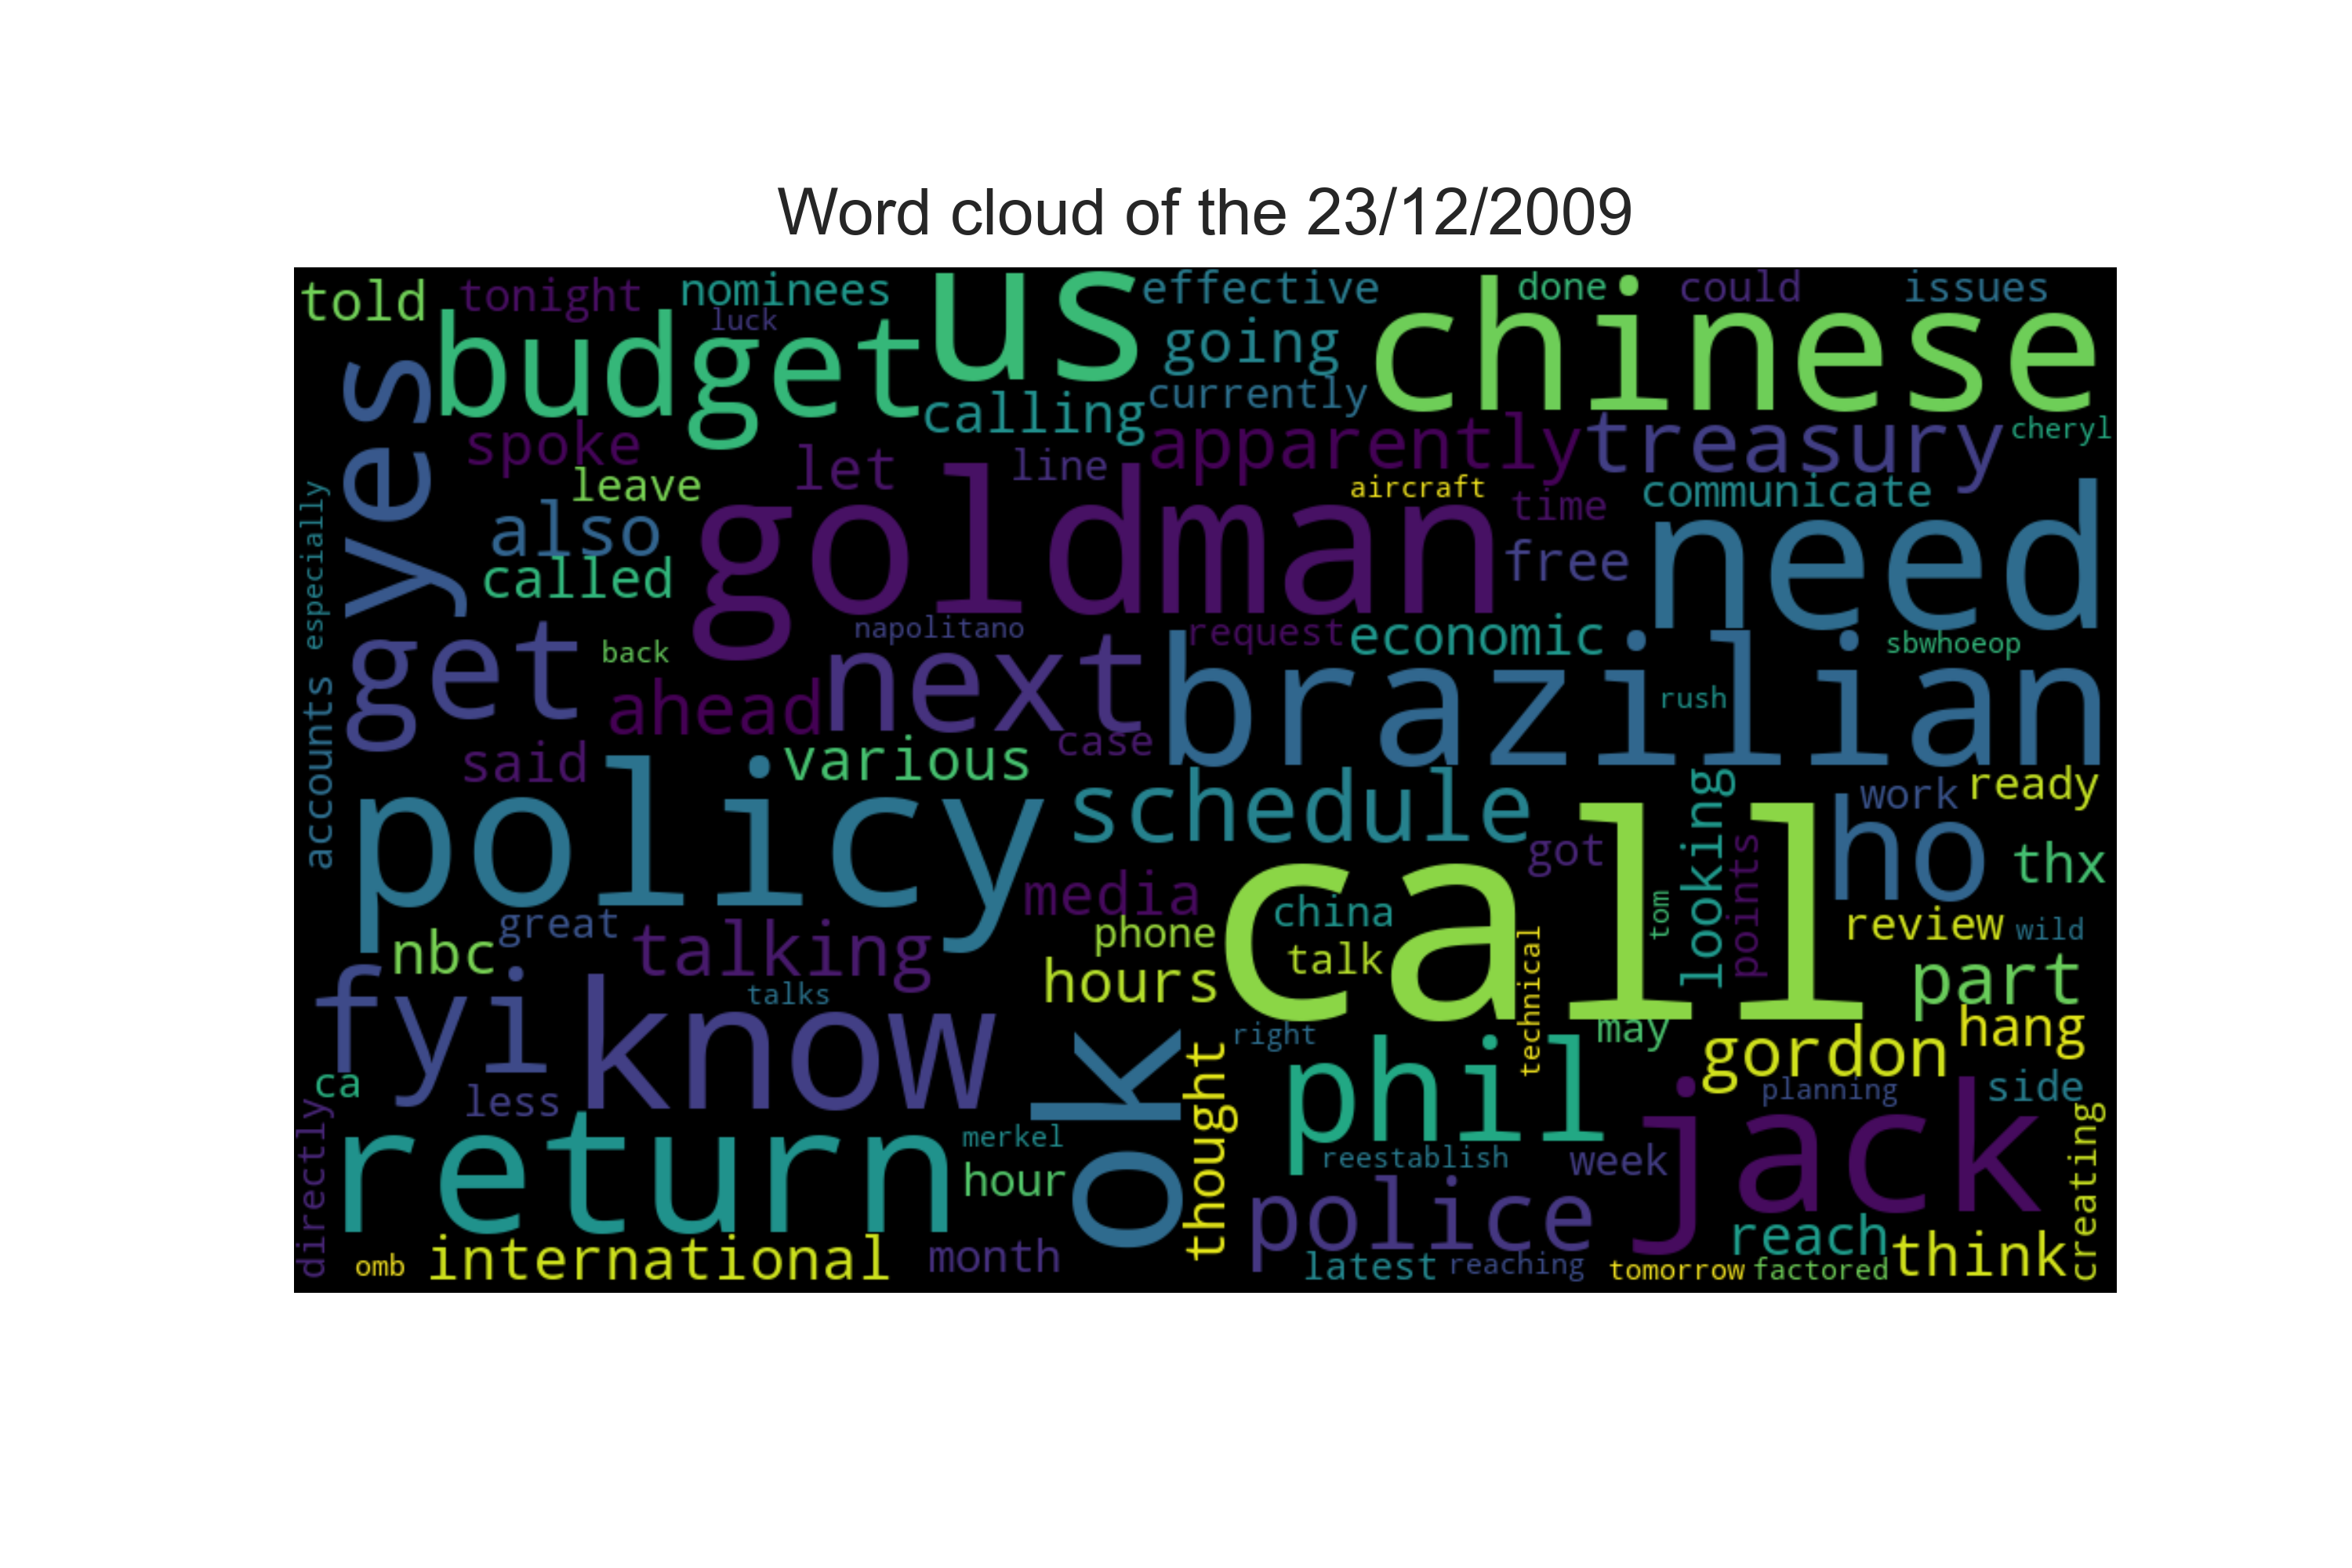 Word cloud of the 23/12/2009
told
tonight
nominees
luck
us
effective
done
could
issues
budget
going
chinese
yes
calling
currently
spoke
let
line
apparently
treasury
cheryl
leave
aircraft
time
communicate
especially
also
goldman
free
need
called
napolitano
request
economic
sbwhoeop
get
back
next
brazilian
rush
ahead
accounts
said
various
case
policy
schedule
looking
work
ready
ho
call
got
points
thx
media
china
tom
great
nbc
talking
phone
talk
review
wild
hours
technical
part
fyi
talks
know
right
may
gordon
hang
ok
phil
ca
less
thought
planning
side
directly
return
merkel
hour
reestablish
week
jack
creating
police
omb
international
month
latest
reaching
reach
tomorrow
factored
think